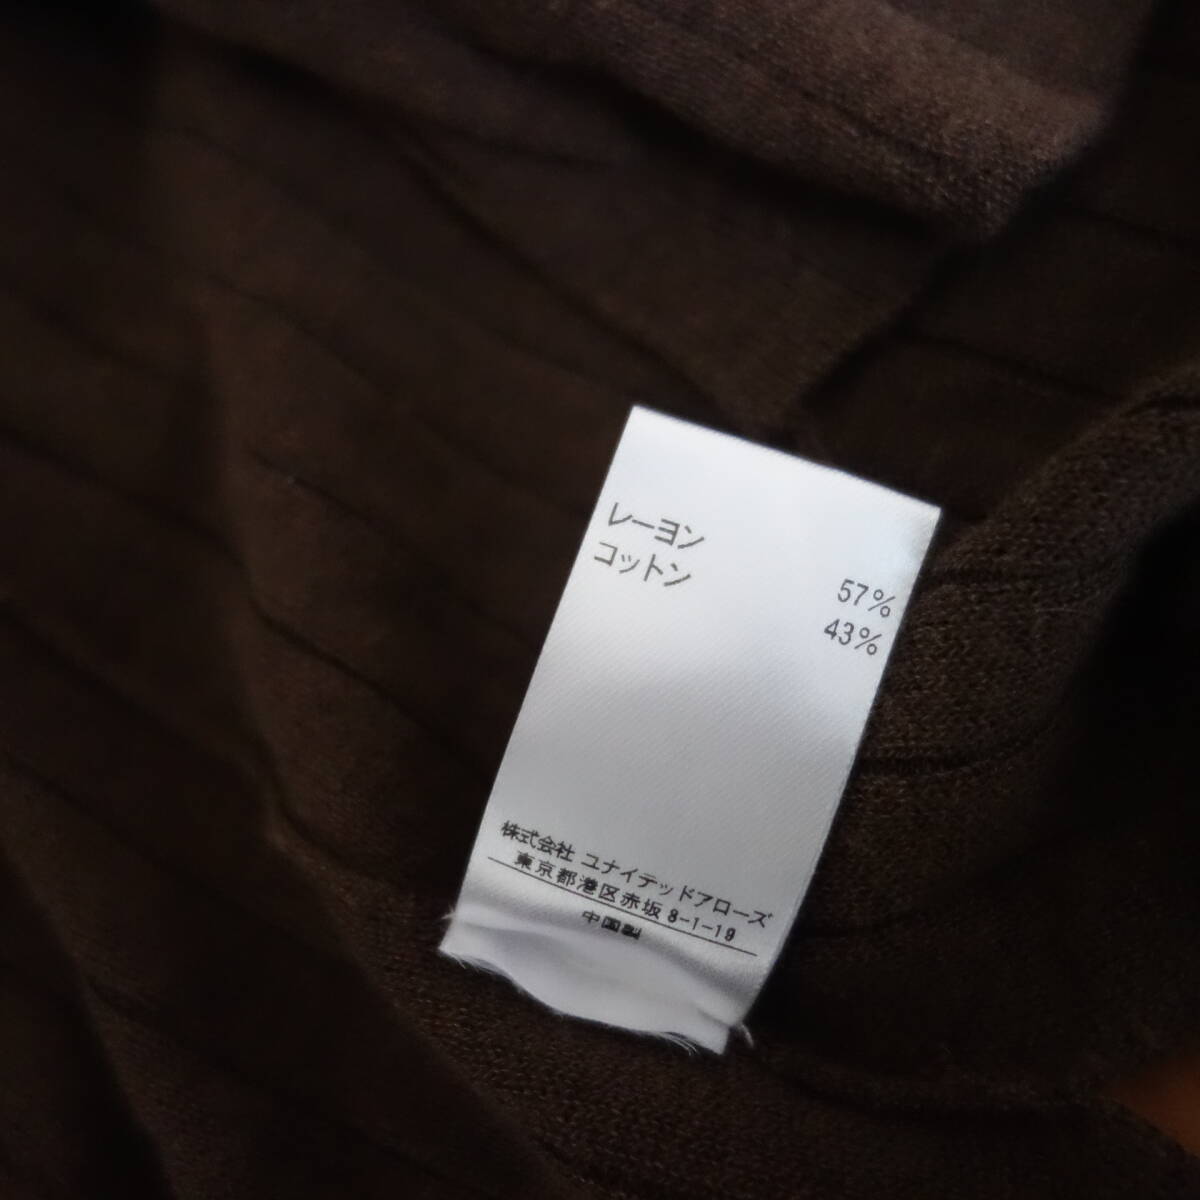 レーヨン 57%
コットン 43%
株式会社 ユナイテッドアローズ
東京都港区赤坂 8-1-19
中国製